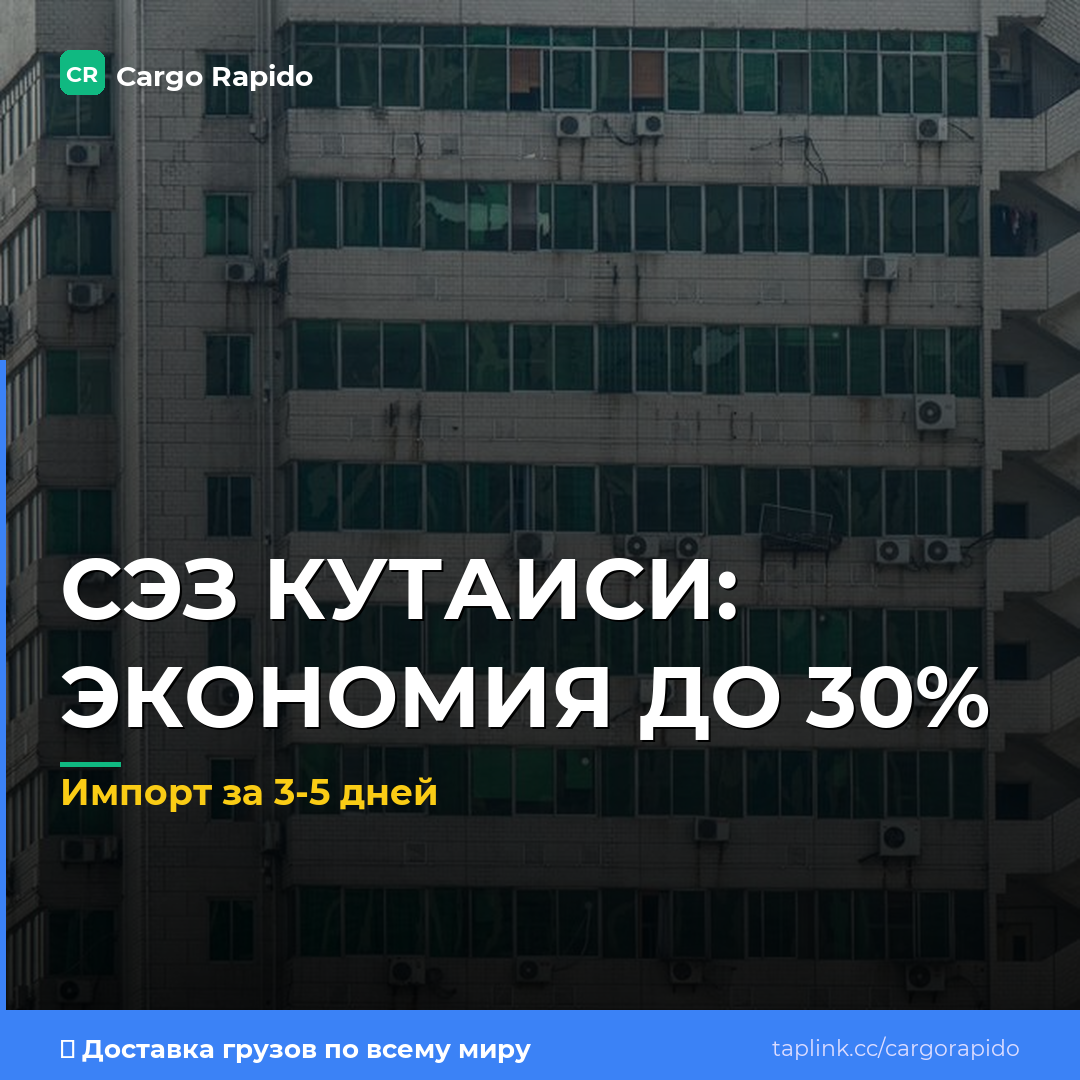 CR Cargo Rapido
СЭЗ КУТАИСИ:
ЭКОНОМИЯ ДО 30%
Импорт за 3-5 дней
Доставка грузов по всему миру
taplink.cc/cargorapido